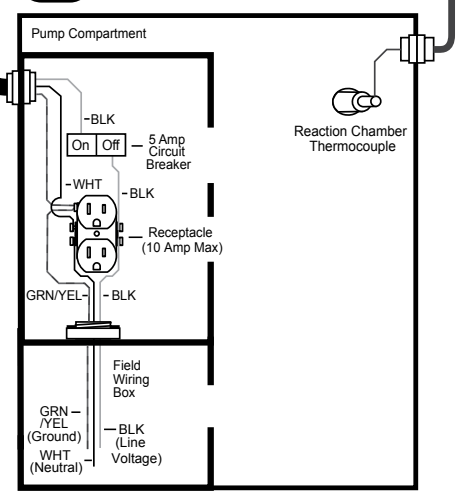 Pump Compartment
BLK
On Off
5 Amp
Circuit
Breaker
Reaction Chamber
Thermocouple
WHT
BLK
Receptacle
(10 Amp Max)
GRN/YEL
BLK
Field
Wiring
Box
GRN
/YEL
(Ground)
BLK
(Line
Voltage)
WHT
(Neutral)